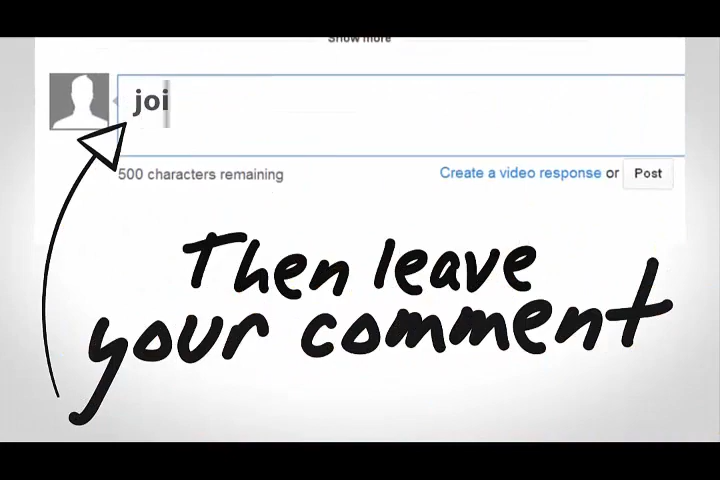 Show more
joi
500 characters remaining
Create a video response or Post
Then leave
your comment